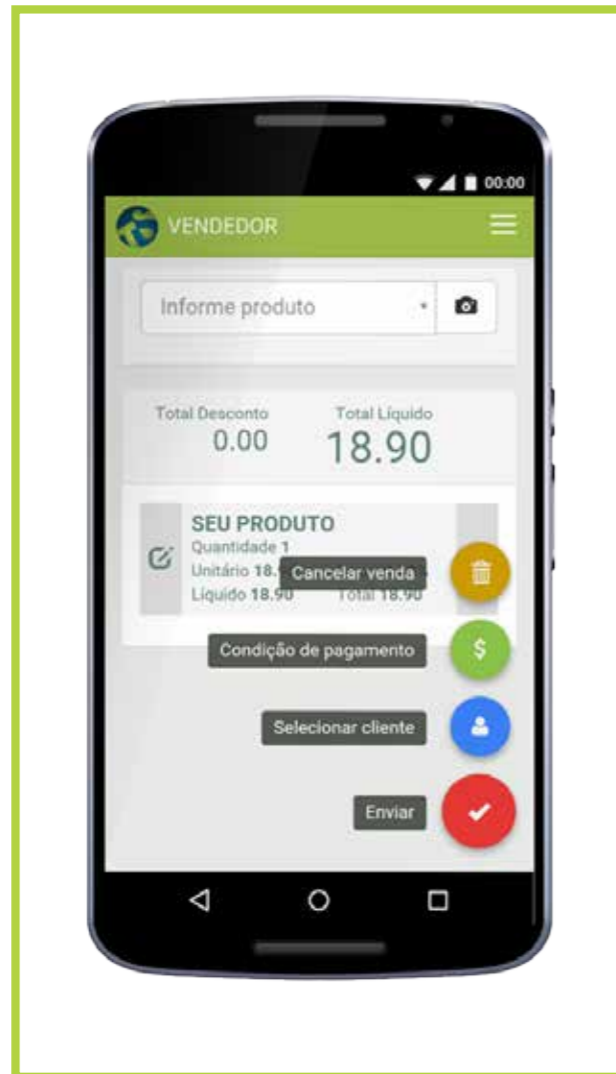 00:00
VENDEDOR
Informe produto
Total Desconto Total Líquido
0.00 18.90
SEU PRODUTO
Quantidade 1
Unitário 18. Cancelar venda
Líquido 18.90 Total 18.90
Condição de pagamento
$
Selecionar cliente
Enviar